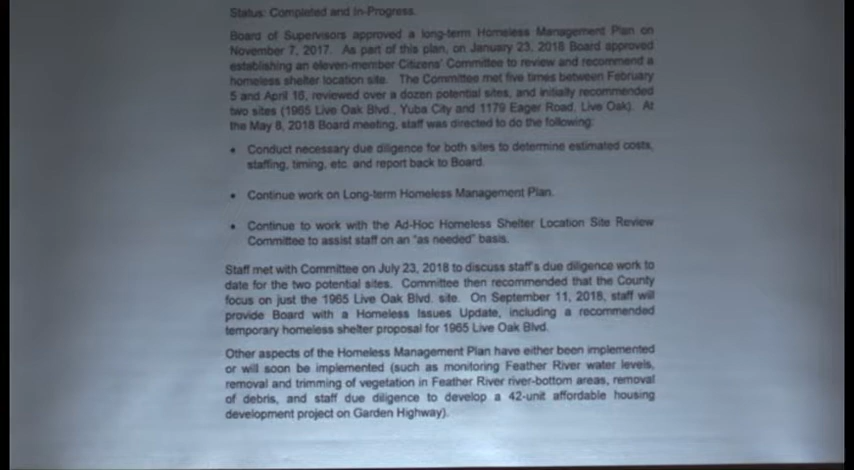 Status: Completed and In-Progress.
Board of Supervisors approved a long-term Homeless Management Plan on
November 7, 2017. As part of this plan, on January 23, 2018 Board approved
establishing an eleven-member Citizens' Committee to review and recommend a
homeless shelter location site. The Committee met five times between February
5 and April 16, reviewed over a dozen potential sites, and initially recommended
two sites (1965 Live Oak Blvd., Yuba City and 1179 Eager Road, Live Oak). At
the May 8, 2018 Board meeting, staff was directed to do the following:
• Conduct necessary due diligence for both sites to determine estimated costs,
staffing, timing, etc. and report back to Board.
• Continue work on Long-term Homeless Management Plan.
• Continue to work with the Ad-Hoc Homeless Shelter Location Site Review
Committee to assist staff on an "as needed" basis.
Staff met with Committee on July 23, 2018 to discuss staff's due diligence work to
date for the two potential sites. Committee then recommended that the County
focus on just the 1965 Live Oak Blvd. site. On September 11, 2018, staff will
provide Board with a Homeless Issues Update, including a recommended
temporary homeless shelter proposal for 1965 Live Oak Blvd.
Other aspects of the Homeless Management Plan have either been implemented
or will soon be implemented (such as monitoring Feather River water levels,
removal and trimming of vegetation in Feather River river-bottom areas, removal
of debris, and staff due diligence to develop a 42-unit affordable housing
development project on Garden Highway).